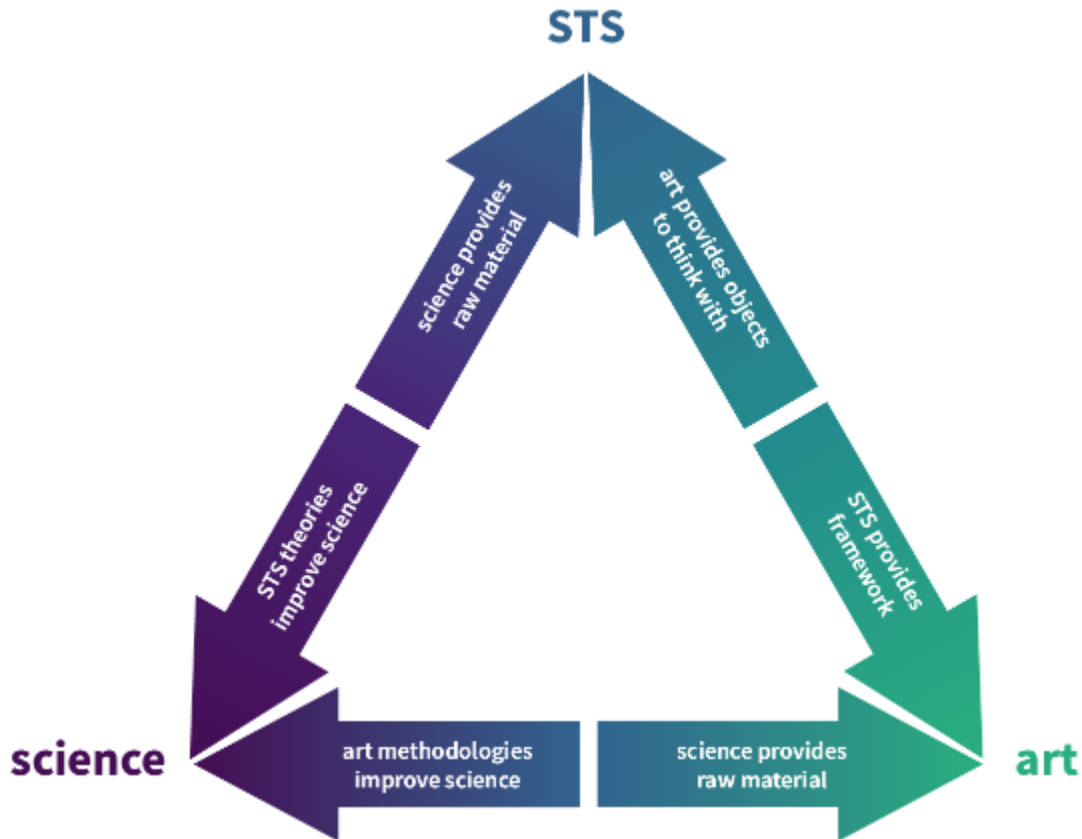 STS
science provides
raw material
art provides objects
to think with
STS theories
improve science
STS provides
framework
science
art methodologies
improve science
science provides
raw material
art